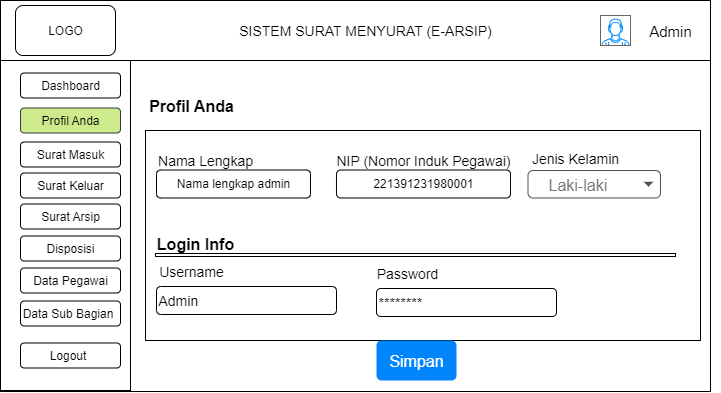 LOGO
SISTEM SURAT MENYURAT (E-ARSIP)
Admin
Dashboard
Profil Anda
Surat Masuk
Surat Keluar
Surat Arsip
Disposisi
Data Pegawai
Data Sub Bagian
Logout
Profil Anda
Nama Lengkap
NIP (Nomor Induk Pegawai)
Jenis Kelamin
Nama lengkap admin
221391231980001
Laki-laki
Login Info
Username
Password
Admin
********
Simpan